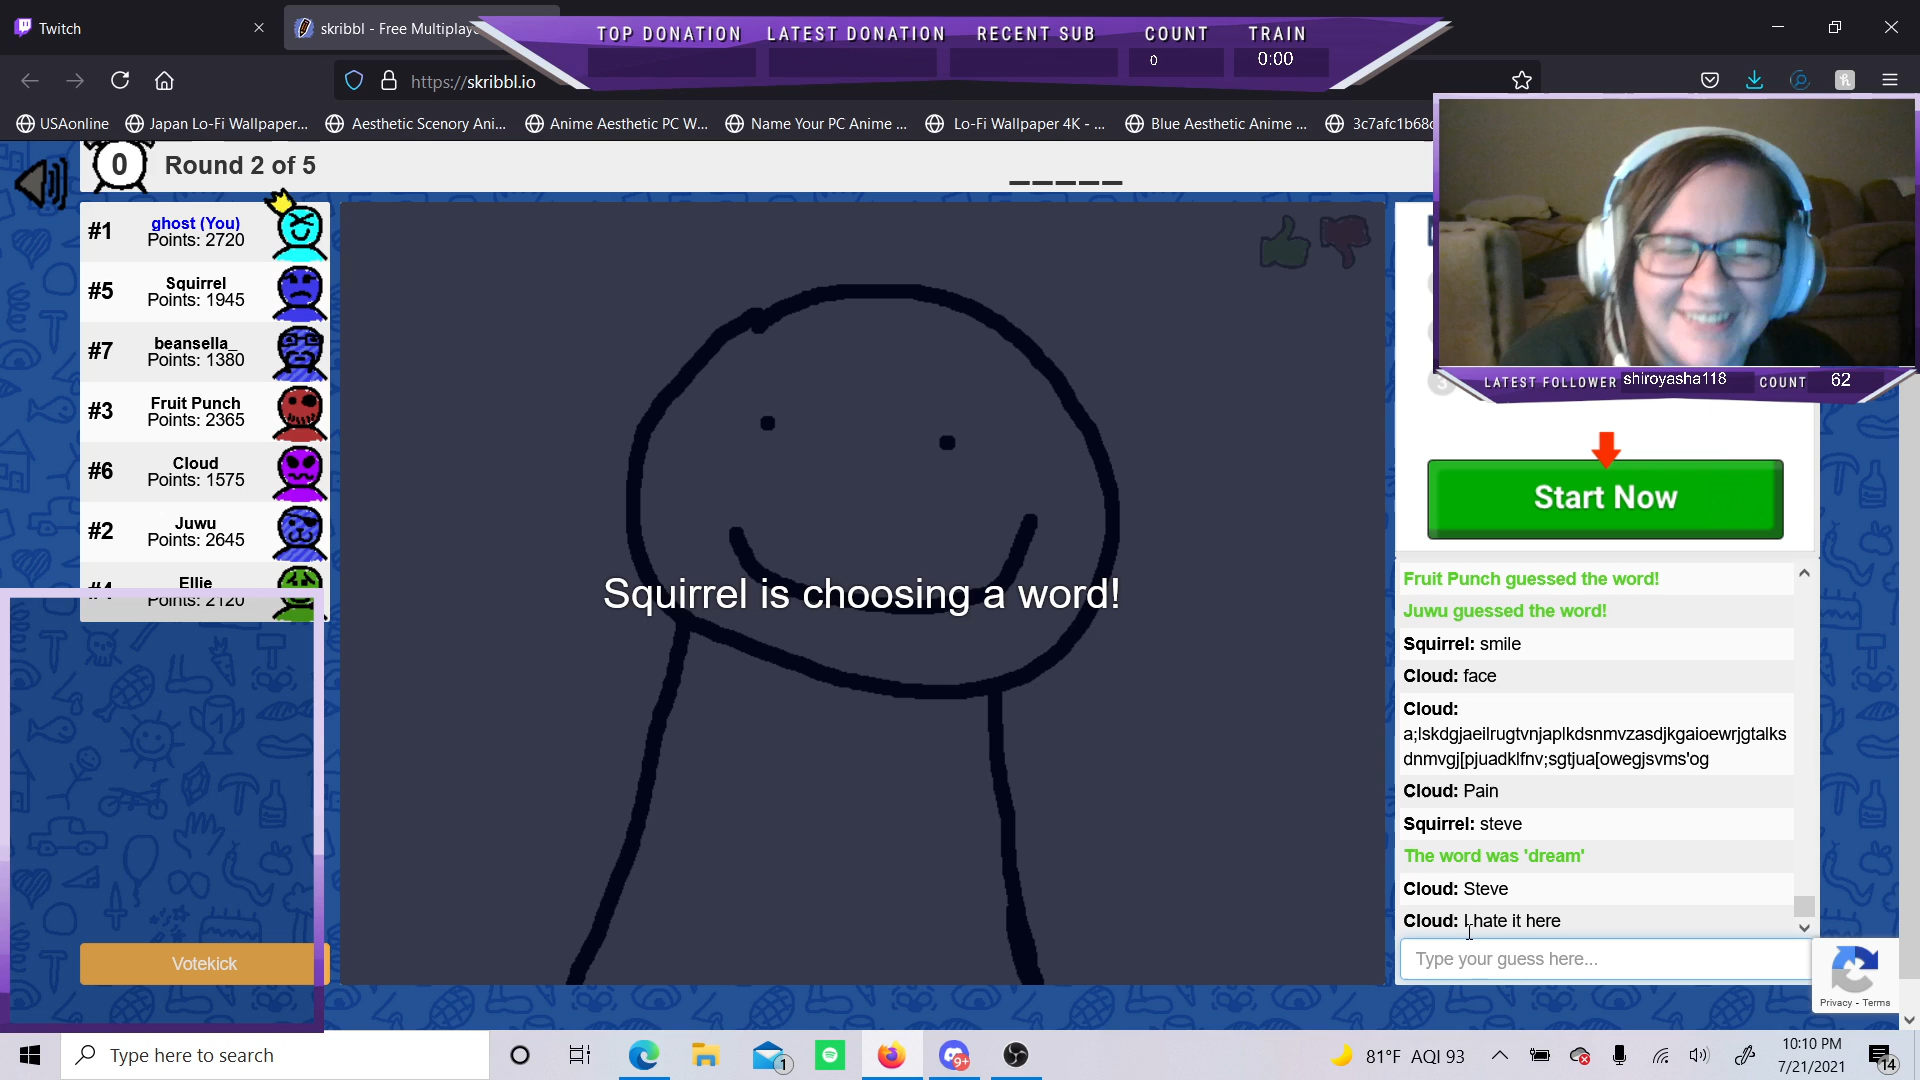 Twitch
skribbl - Free Multiplay
TOP DONATION LATEST DONATION RECENT SUB COUNT TRAIN
0 0:00
https://skribbl.io
USAonline Japan Lo-Fi Wallpaper... Aesthetic Scenory Ani... Anime Aesthetic PC W... Name Your PC Anime ... Lo-Fi Wallpaper 4K - ... Blue Aesthetic Anime ... 3c7afc1b68
0 Round 2 of 5
#1 ghost (You)
Points: 2720
#5 Squirrel
Points: 1945
#7 beansella_
Points: 1380
#3 Fruit Punch
Points: 2365
#6 Cloud
Points: 1575
#2 Juwu
Points: 2645
Ellie
Points: 2120
Votekick
Squirrel is choosing a word!
LATEST FOLLOWER shiroyasha118 COUNT 62
3
Start Now
Fruit Punch guessed the word!
Juwu guessed the word!
Squirrel: smile
Cloud: face
Cloud:
a;lskdgjaeilrugtvnjaplkdsnmvzasdjkgaioewrjgtalks
dnmvgj[pjuadklfnv;sgtjua[owegjsvms'og
Cloud: Pain
Squirrel: steve
The word was 'dream'
Cloud: Steve
Cloud: I hate it here
Type your guess here...
Privacy - Terms
Type here to search
1
9+
81°F AQI 93
10:10 PM
7/21/2021
14